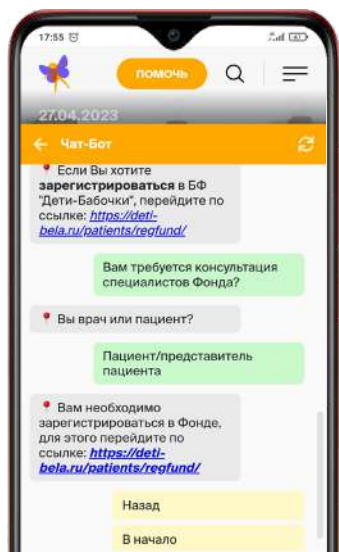 17:55
ПОМОЧЬ
27.04.2023
Чат-Бот
Если Вы хотите
зарегистрироваться в БФ
"Дети-Бабочки", перейдите по
ссылке: https://deti-
bela.ru/patients/regfund/
Вам требуется консультация
специалистов Фонда?
Вы врач или пациент?
Пациент/представитель
пациента
Вам необходимо
зарегистрироваться в Фонде,
для этого перейдите по
ссылке: https://deti-
bela.ru/patients/regfund/
Назад
В начало